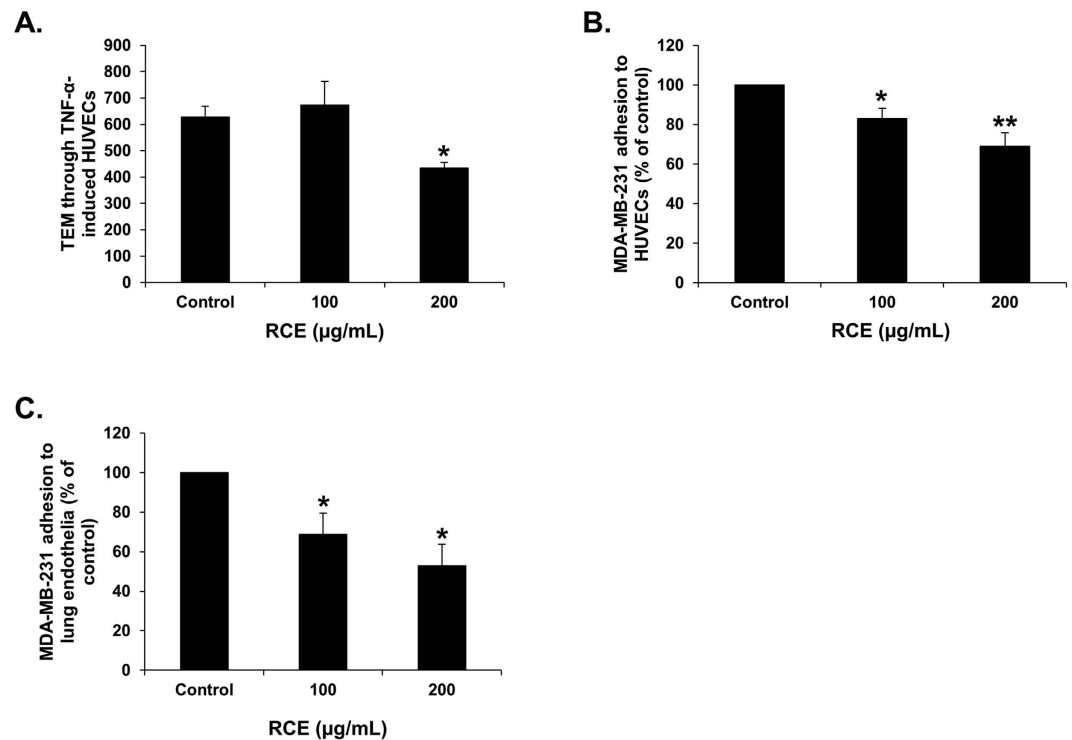 A.
TEM through TNF-α-
induced HUVECs
900
800
700
600
500
400
300
200
100
0
*
Control
100
200
RCE (µg/mL)
B.
MDA-MB-231 adhesion to
HUVECs (% of control)
120
100
80
60
40
20
0
*
**
Control
100
200
RCE (µg/mL)
C.
MDA-MB-231 adhesion to
lung endothelia (% of
control)
120
100
80
60
40
20
0
*
*
Control
100
200
RCE (µg/mL)